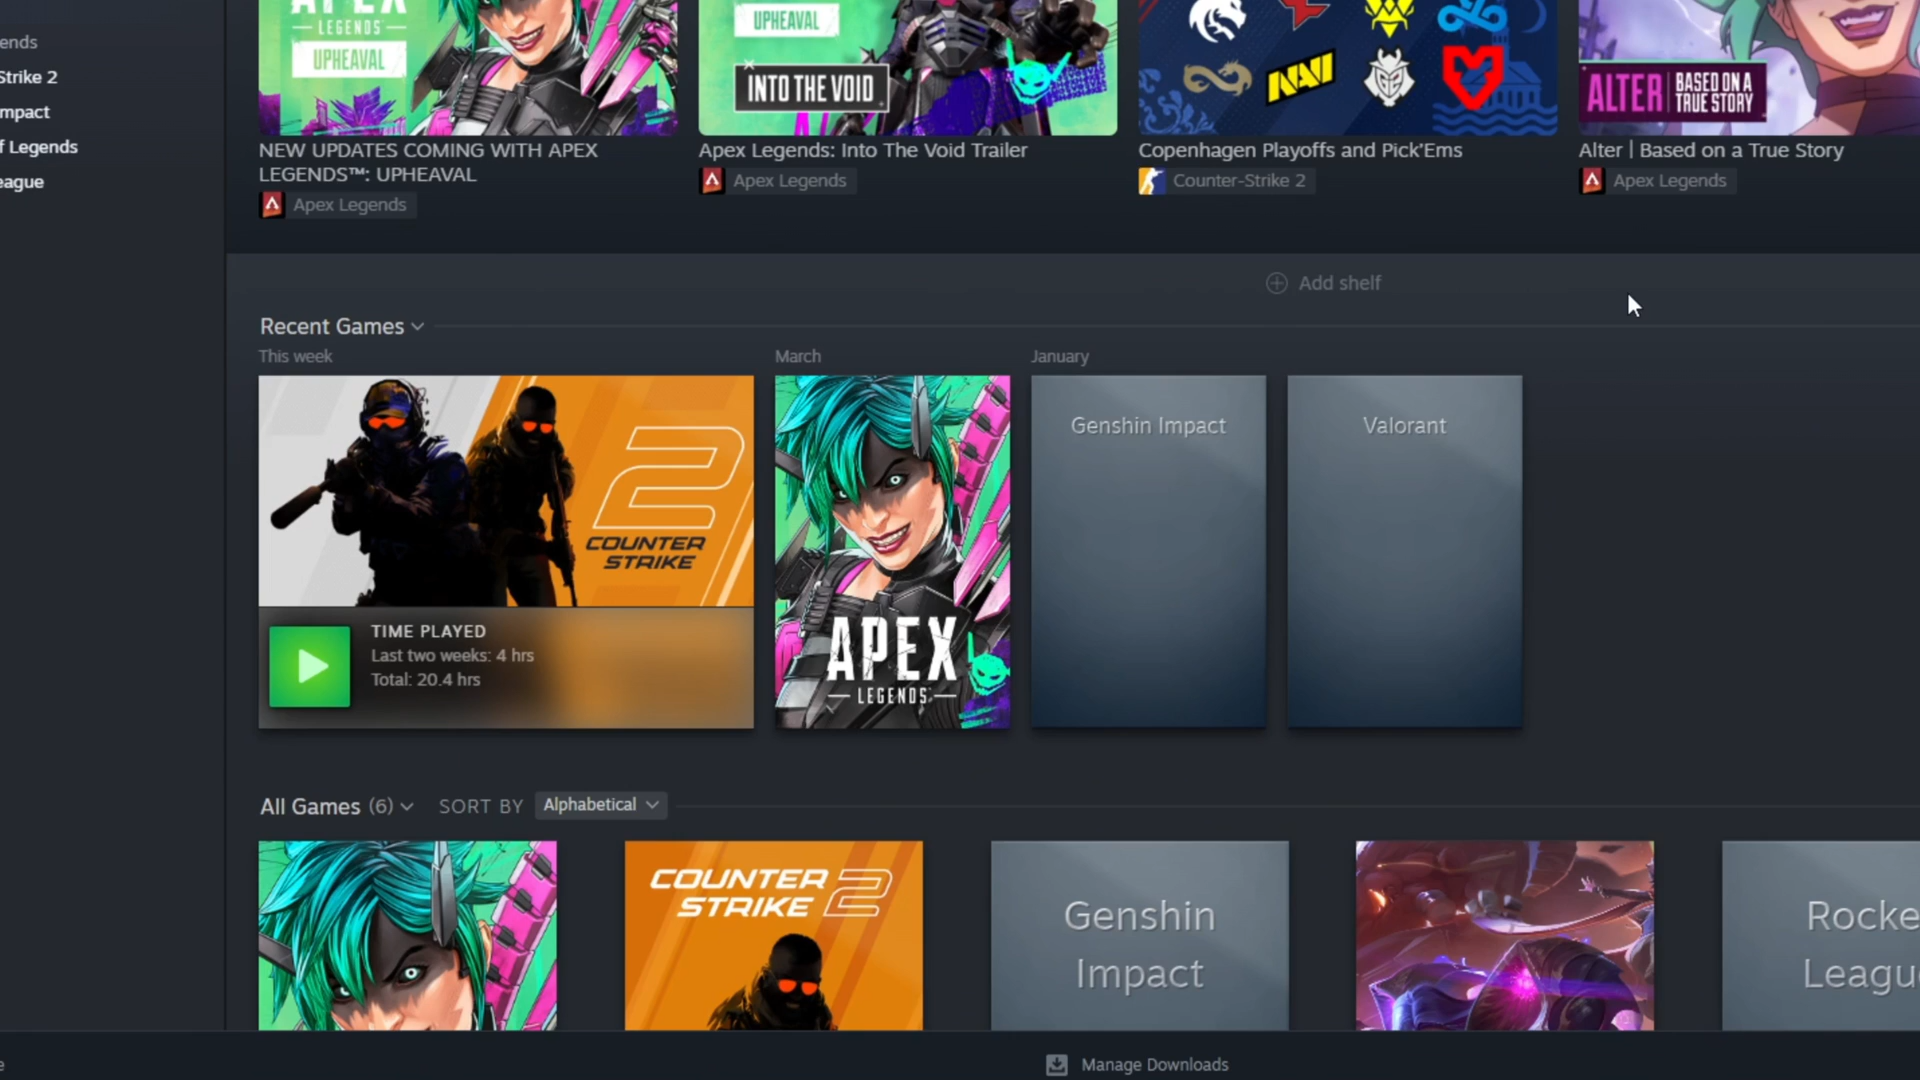 ends
Strike 2
mpact
f Legends
eague
APEX
LEGENDS
UPHEAVAL
UPHEAVAL
INTO THE VOID
NAVI
ALTER | BASED ON A
TRUE STORY
NEW UPDATES COMING WITH APEX
LEGENDS™: UPHEAVAL
Apex Legends
Apex Legends: Into The Void Trailer
Apex Legends
Copenhagen Playoffs and Pick'Ems
Counter-Strike 2
Alter | Based on a True Story
Apex Legends
Add shelf
Recent Games
This week
March
January
2
COUNTER
STRIKE
TIME PLAYED
Last two weeks: 4 hrs
Total: 20.4 hrs
APEX
LEGENDS
Genshin Impact
Valorant
All Games (6)
SORT BY
Alphabetical
COUNTER
STRIKE 2
Genshin
Impact
Rocke
Leagu
e
Manage Downloads